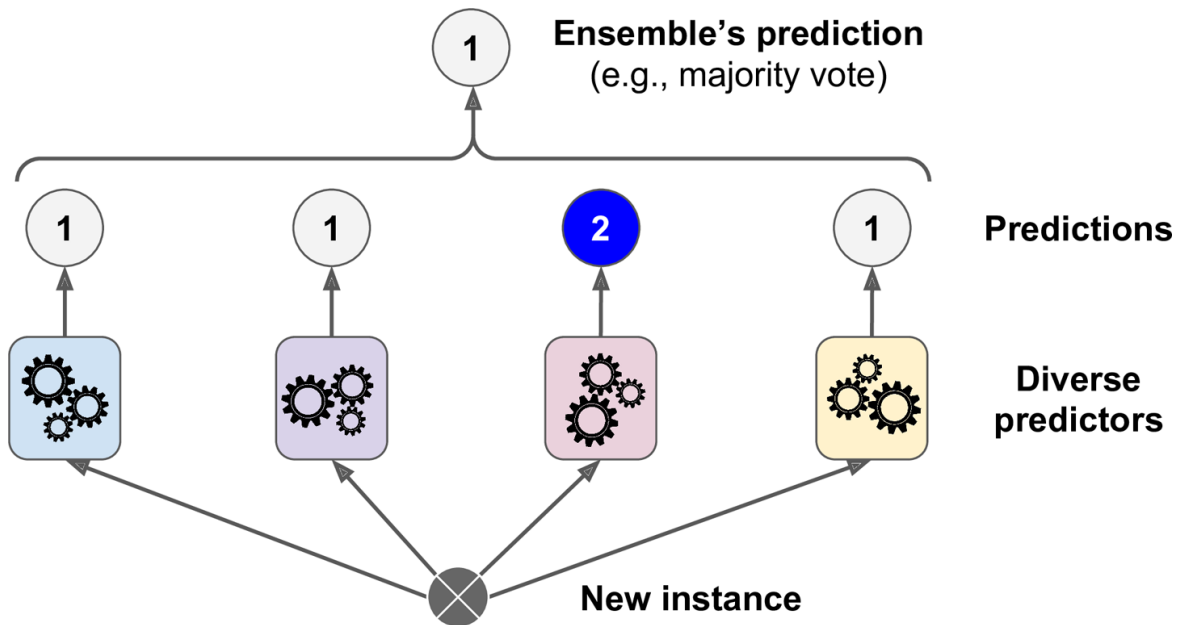 1
Ensemble’s prediction
(e.g., majority vote)
1 1 2 1 Predictions
Diverse
predictors
New instance